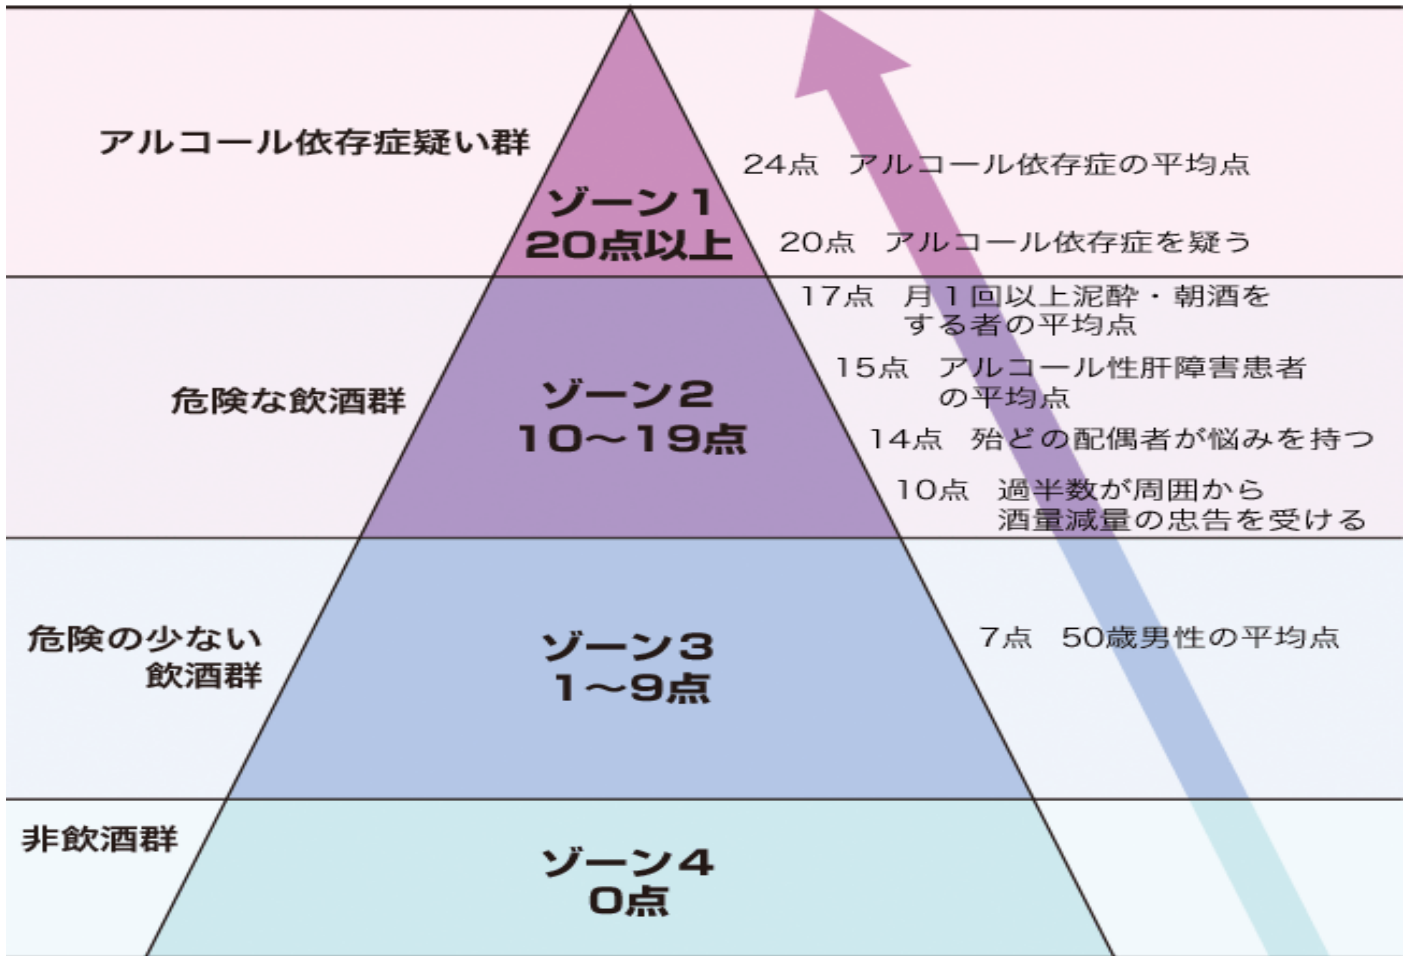 アルコール依存症疑い群
ゾーン1
20点以上
24点 アルコール依存症の平均点
20点 アルコール依存症を疑う
危険な飲酒群
ゾーン2
10〜19点
17点 月1回以上泥酔・朝酒を
する者の平均点
15点 アルコール性肝障害患者
の平均点
14点 殆どの配偶者が悩みを持つ
10点 過半数が周囲から
酒量減量の忠告を受ける
危険の少ない
飲酒群
ゾーン3
1〜9点
7点 50歳男性の平均点
非飲酒群
ゾーン4
0点